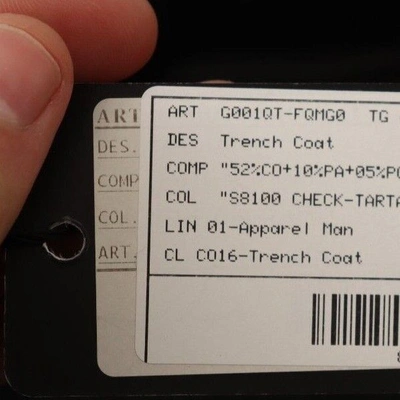 ART G001QT-FQMG0 TG
DES Trench Coat
COMP "52%CO+10%PA+05%PO
COL "S8100 CHECK-TARTA
LIN 01-Apparel Man
CL CO16-Trench Coat
ART
DES.
COMP
COL.
ART.